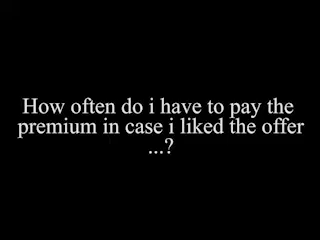 How often do i have to pay the
premium in case i liked the offer
...?